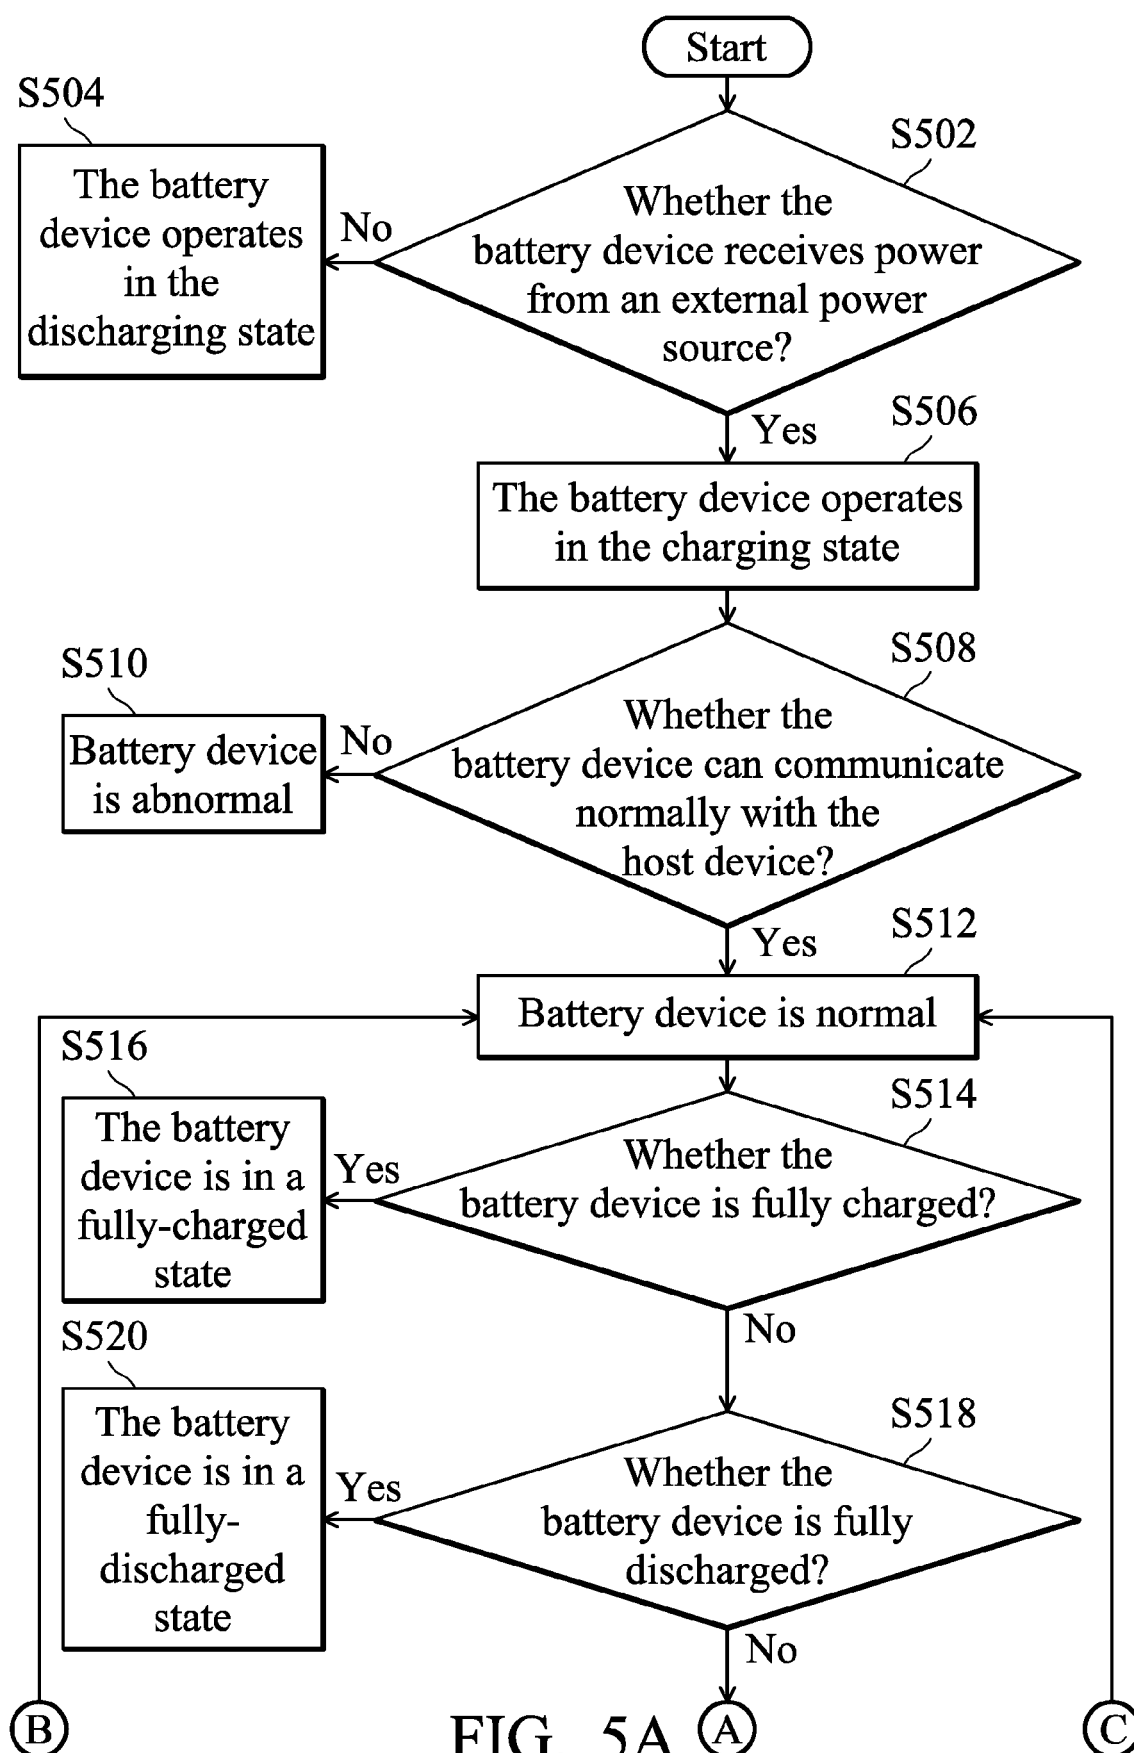 Start
S504
S502
The battery
device operates
in the
discharging state
No
Whether the
battery device receives power
from an external power
source?
Yes
S506
The battery device operates
in the charging state
S510
S508
Battery device
is abnormal
No
Whether the
battery device can communicate
normally with the
host device?
Yes
S512
Battery device is normal
S516
S514
The battery
device is in a
fully-charged
state
Yes
Whether the
battery device is fully charged?
No
S520
S518
The battery
device is in a
fully-
discharged
state
Yes
Whether the
battery device is fully
discharged?
No
B
FIG. 5A
A
C